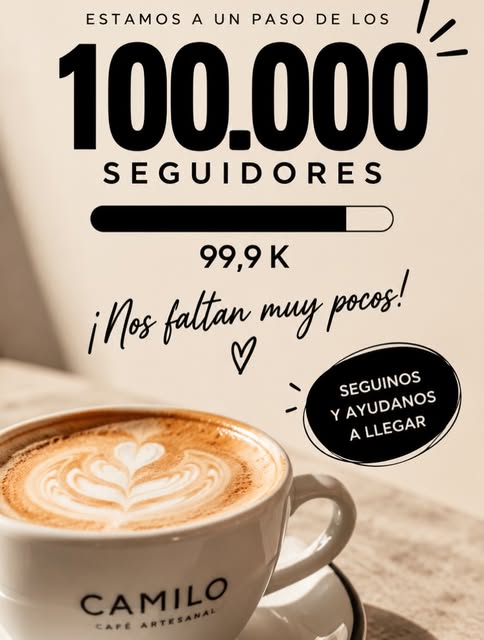 ESTAMOS A UN PASO DE LOS
100.000
SEGUIDORES
99,9 K
¡Nos faltan muy pocos!
SEGUINOS
Y AYUDANOS
A LLEGAR
CAMILO
CAFÉ ARTESANAL